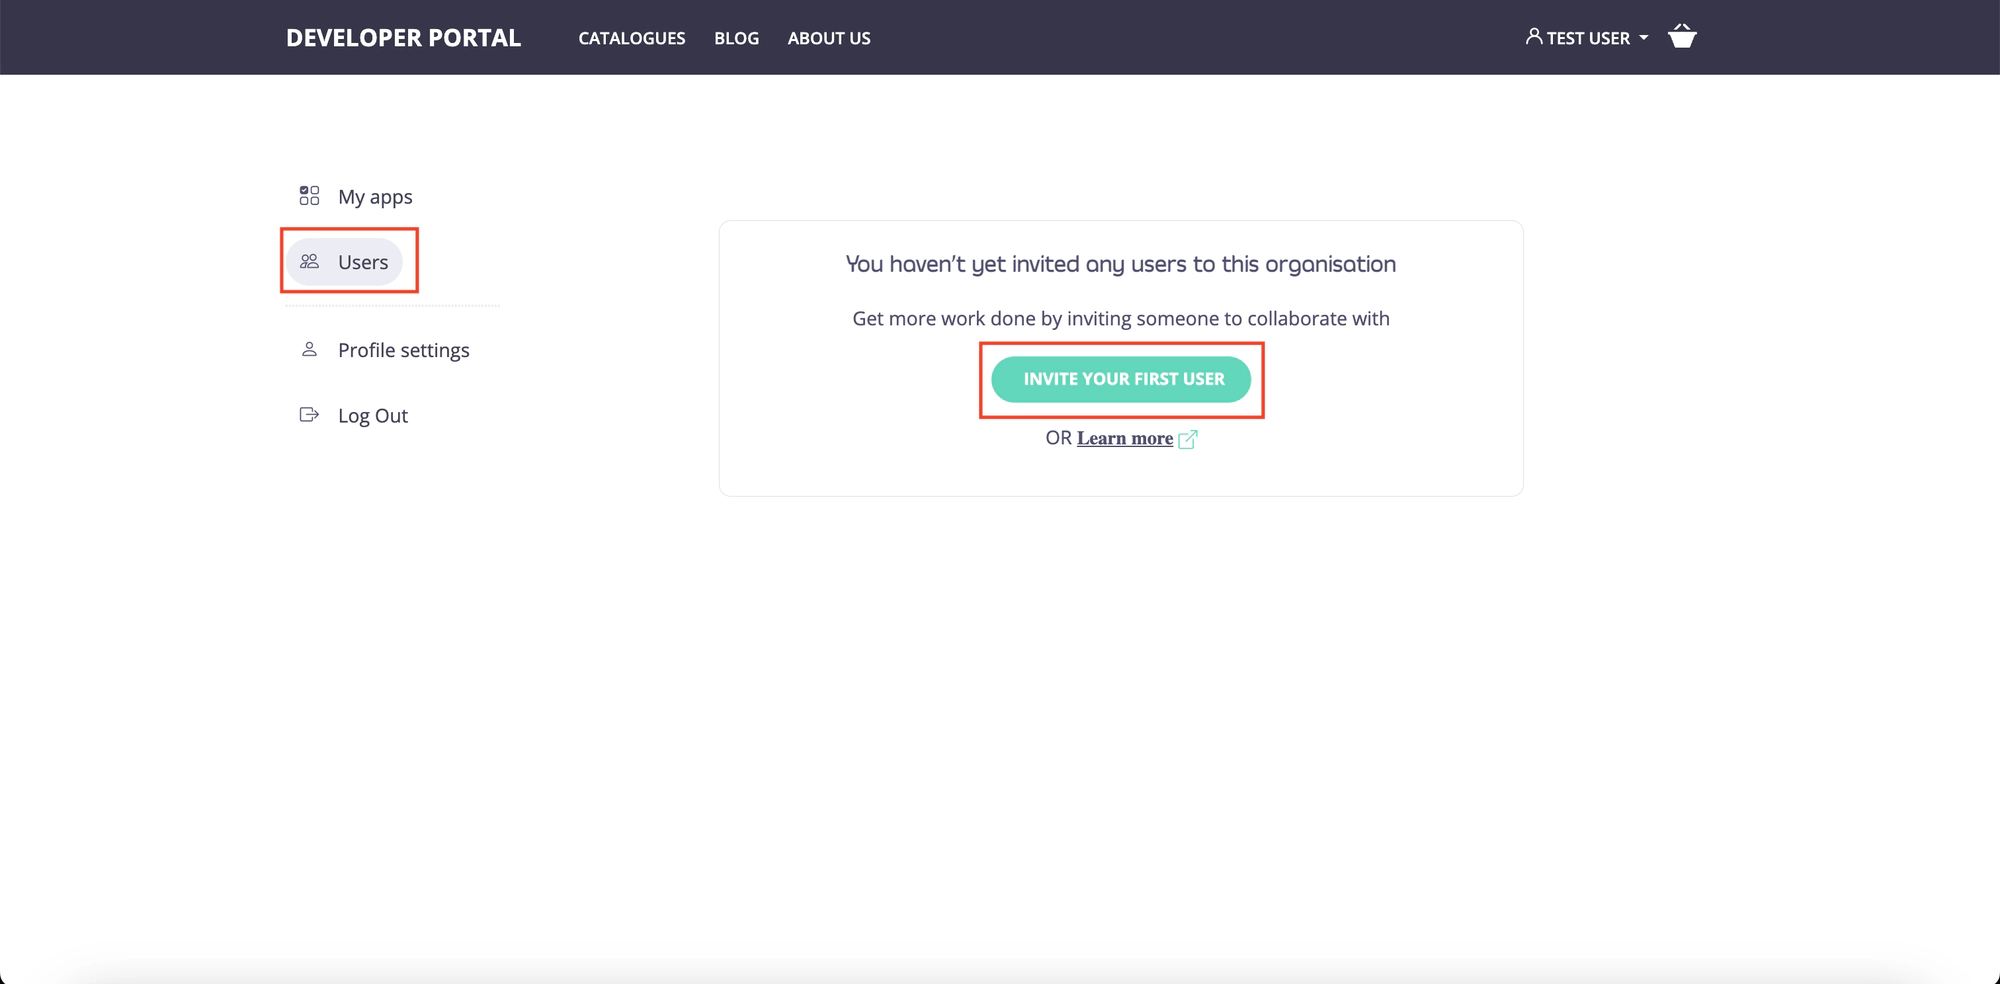 DEVELOPER PORTAL CATALOGUES BLOG ABOUT US TEST USER
My apps
Users
Profile settings
Log Out
You haven't yet invited any users to this organisation
Get more work done by inviting someone to collaborate with
INVITE YOUR FIRST USER
OR Learn more